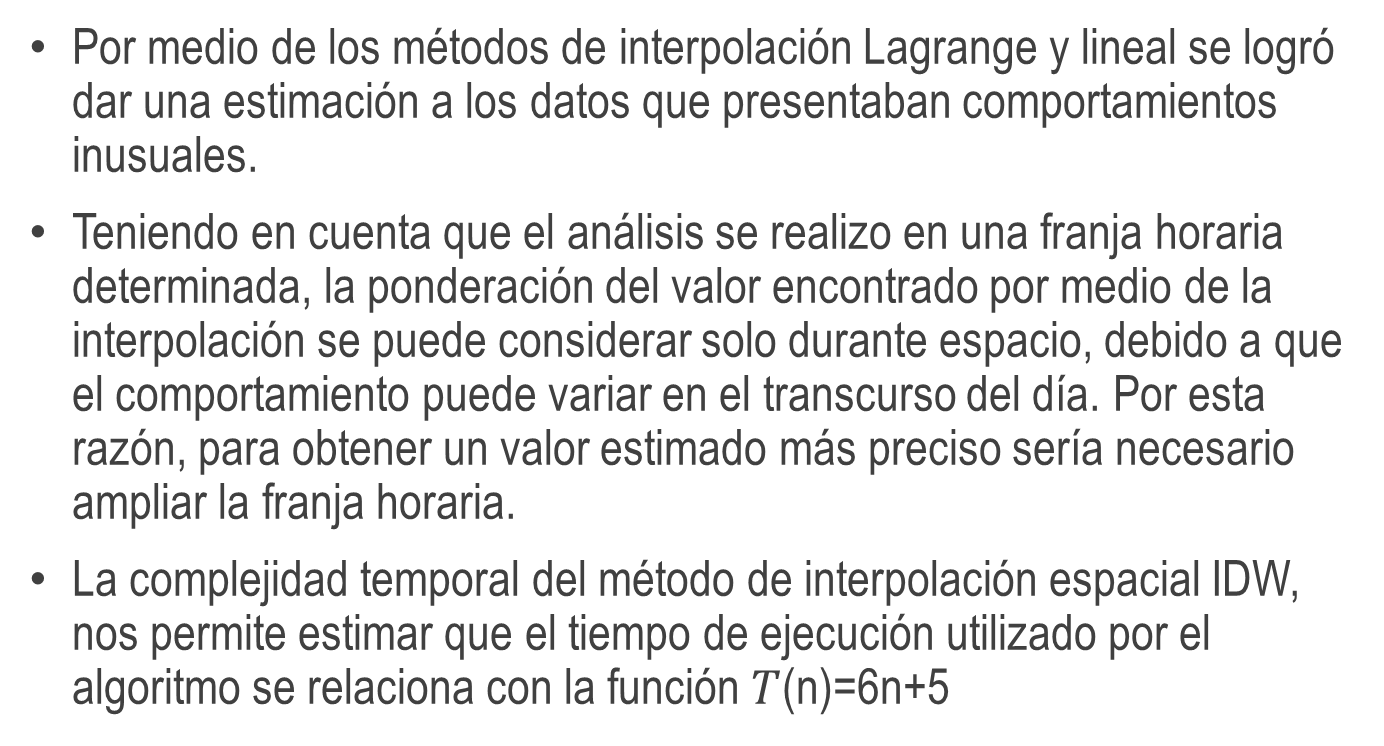 • Por medio de los métodos de interpolación Lagrange y lineal se logró
dar una estimación a los datos que presentaban comportamientos
inusuales.
• Teniendo en cuenta que el análisis se realizo en una franja horaria
determinada, la ponderación del valor encontrado por medio de la
interpolación se puede considerar solo durante espacio, debido a que
el comportamiento puede variar en el transcurso del día. Por esta
razón, para obtener un valor estimado más preciso sería necesario
ampliar la franja horaria.
• La complejidad temporal del método de interpolación espacial IDW,
nos permite estimar que el tiempo de ejecución utilizado por el
algoritmo se relaciona con la función T(n)=6n+5